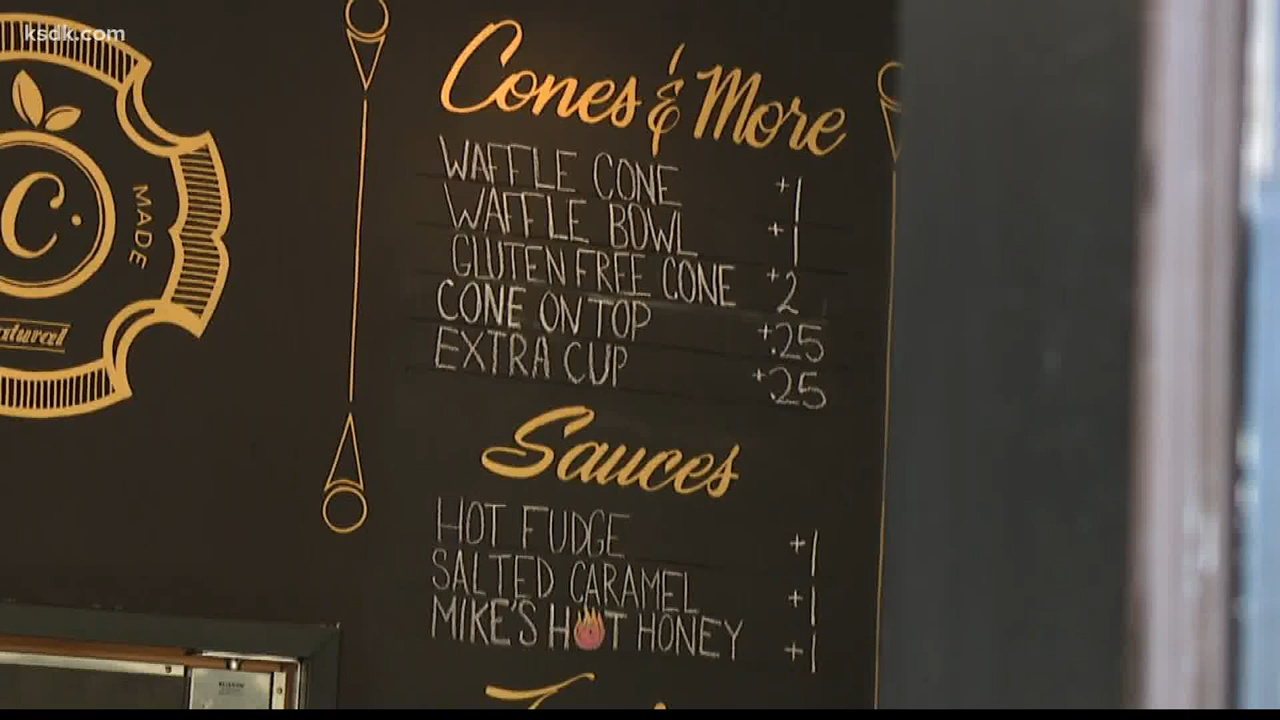 ksdk.com
Cones & More
WAFFLE CONE +1
WAFFLE BOWL +1
GLUTEN FREE CONE +2
CONE ON TOP +.25
EXTRA CUP +.25
C.
MADE
Sauces
HOT FUDGE +1
SALTED CARAMEL +1
MIKE'S HOT HONEY +1